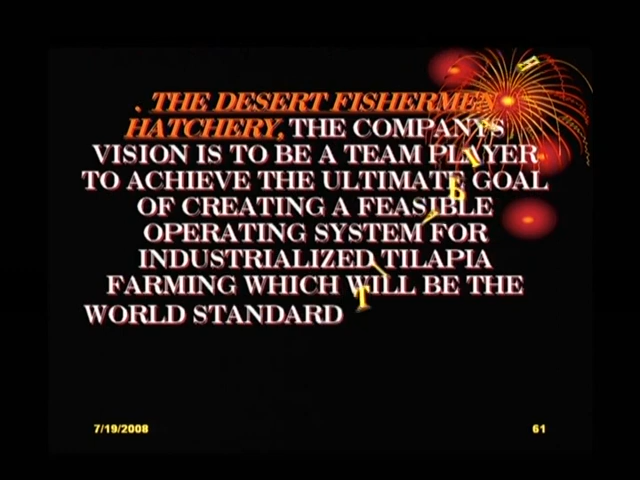 . THE DESERT FISHERMEN
HATCHERY, THE COMPANYS
VISION IS TO BE A TEAM PLAYER
TO ACHIEVE THE ULTIMATE GOAL
OF CREATING A FEASIBLE
OPERATING SYSTEM FOR
INDUSTRIALIZED TILAPIA
FARMING WHICH WILL BE THE
WORLD STANDARD
7/19/2008
61